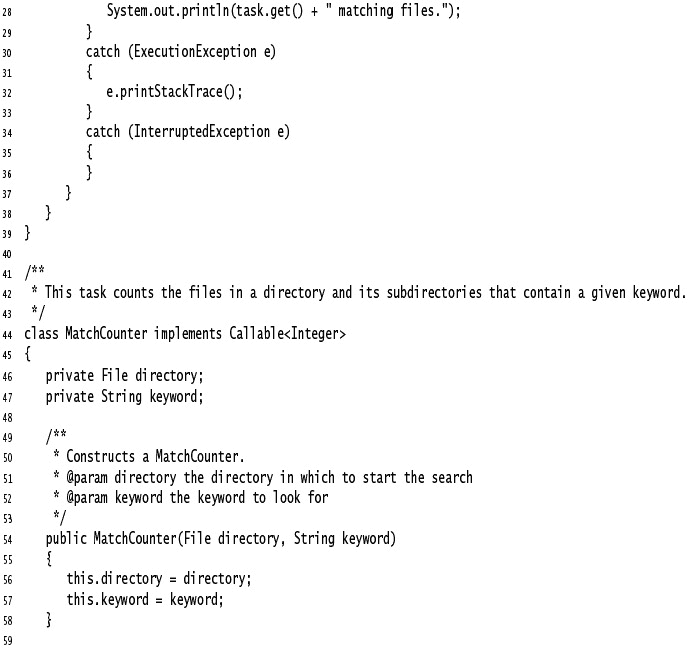 28 System.out.println(task.get() + " matching files.");
29 }
30 catch (ExecutionException e)
31 {
32 e.printStackTrace();
33 }
34 catch (InterruptedException e)
35 {
36 }
37 }
38 }
39 }
40
41 /**
42 * This task counts the files in a directory and its subdirectories that contain a given keyword.
43 */
44 class MatchCounter implements Callable<Integer>
45 {
46 private File directory;
47 private String keyword;
48
49 /**
50 * Constructs a MatchCounter.
51 * @param directory the directory in which to start the search
52 * @param keyword the keyword to look for
53 */
54 public MatchCounter(File directory, String keyword)
55 {
56 this.directory = directory;
57 this.keyword = keyword;
58 }
59